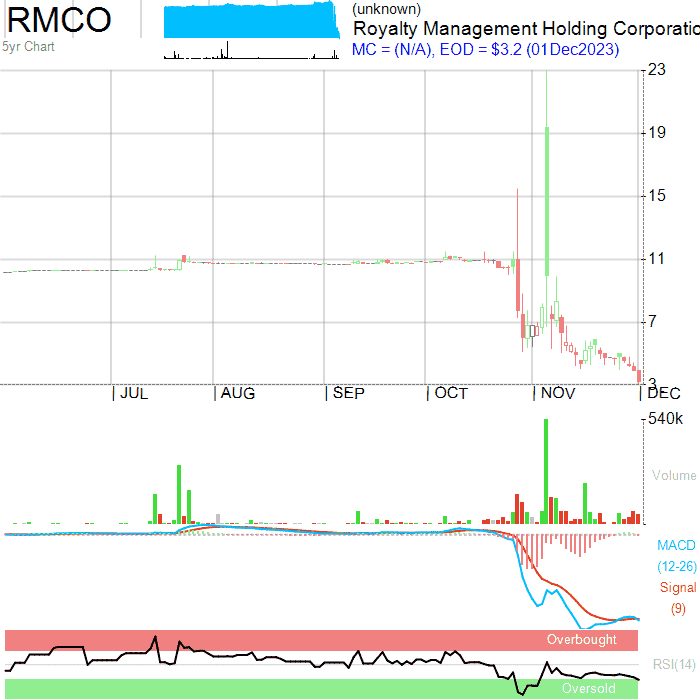 RMCO
5yr Chart
(unknown)
Royalty Management Holding Corporatio
MC = (N/A), EOD = $3.2 (01Dec2023)
23
19
15
11
7
3
JUL
AUG
SEP
OCT
NOV
DEC
540k
Volume
MACD
(12-26)
Signal
(9)
Overbought
RSI(14)
Oversold